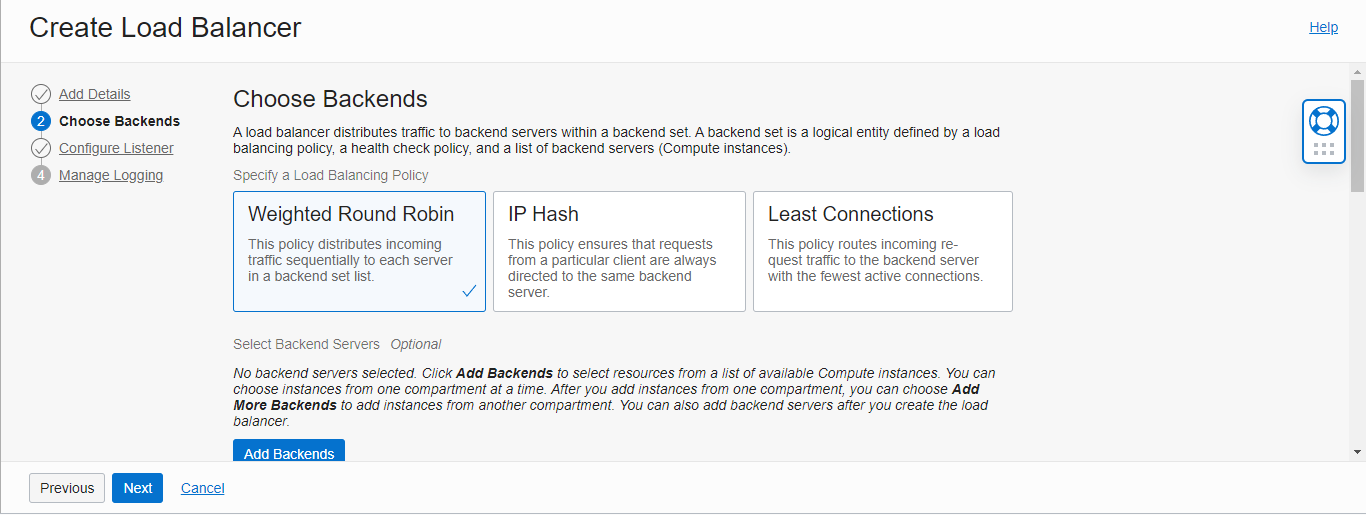 Create Load Balancer
Help
Add Details
2 Choose Backends
Configure Listener
4 Manage Logging
Choose Backends
A load balancer distributes traffic to backend servers within a backend set. A backend set is a logical entity defined by a load
balancing policy, a health check policy, and a list of backend servers (Compute instances).
Specify a Load Balancing Policy
Weighted Round Robin
This policy distributes incoming
traffic sequentially to each server
in a backend set list.
IP Hash
This policy ensures that requests
from a particular client are always
directed to the same backend
server.
Least Connections
This policy routes incoming re-
quest traffic to the backend server
with the fewest active connections.
Select Backend Servers Optional
No backend servers selected. Click Add Backends to select resources from a list of available Compute instances. You can
choose instances from one compartment at a time. After you add instances from one compartment, you can choose Add
More Backends to add instances from another compartment. You can also add backend servers after you create the load
balancer.
Add Backends
Previous
Next
Cancel